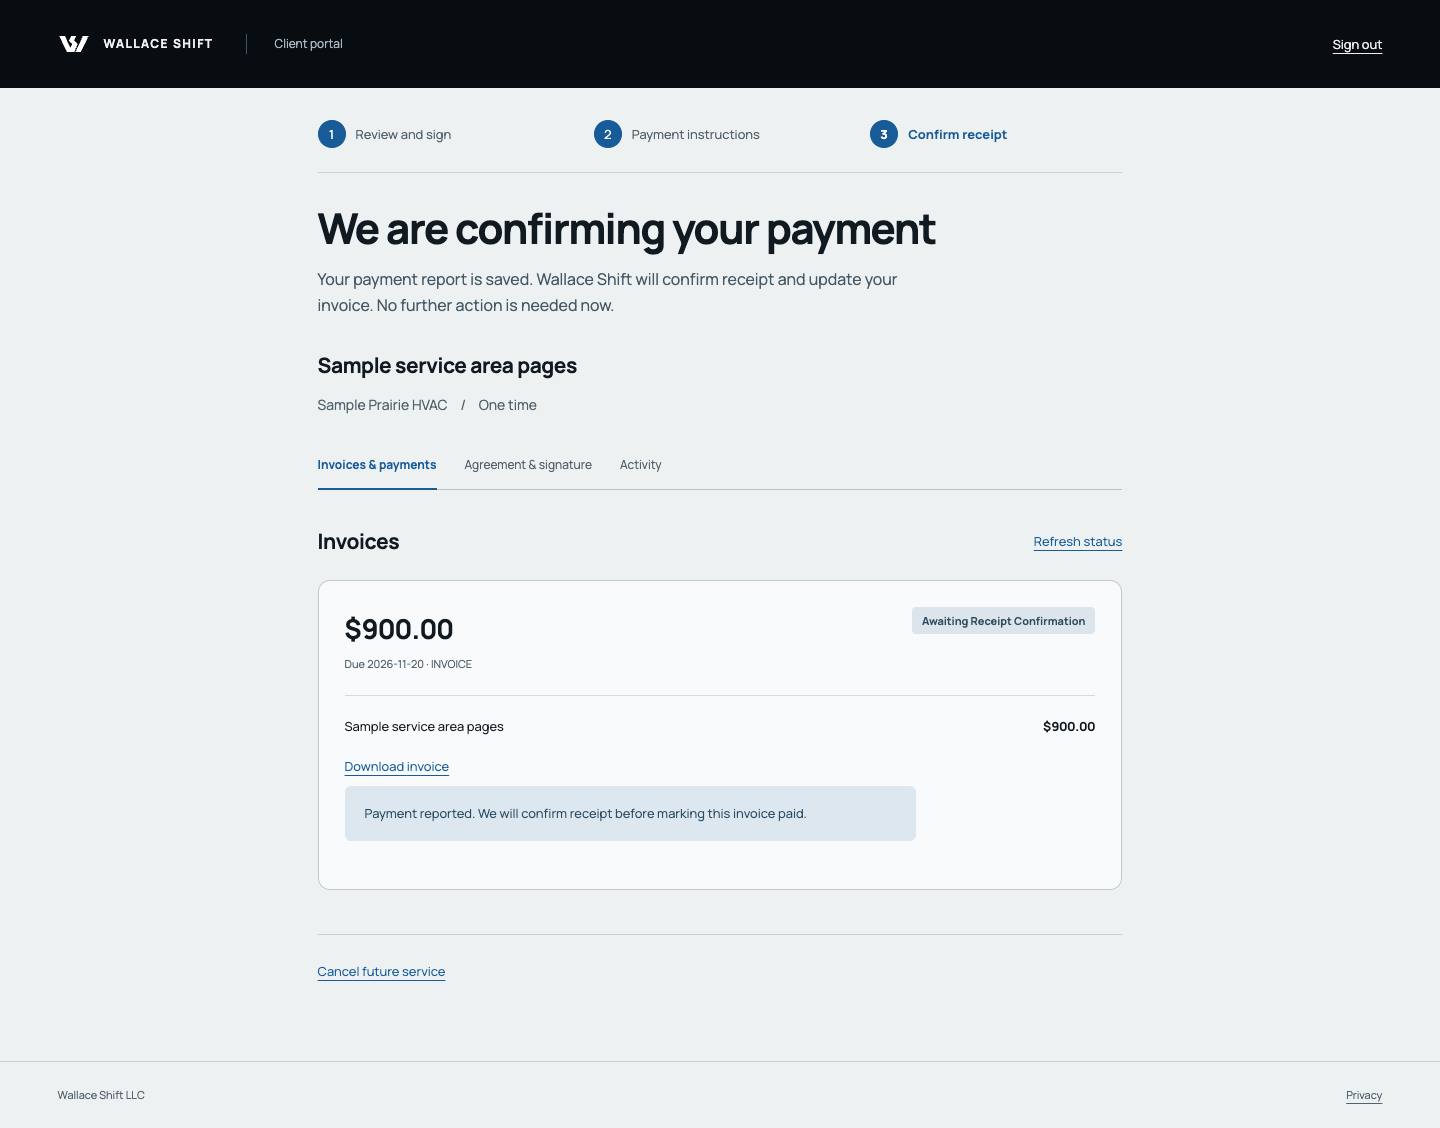 WALLACE SHIFT
Client portal
Sign out
1 Review and sign
2 Payment instructions
3 Confirm receipt
We are confirming your payment
Your payment report is saved. Wallace Shift will confirm receipt and update your
invoice. No further action is needed now.
Sample service area pages
Sample Prairie HVAC / One time
Invoices & payments
Agreement & signature
Activity
Invoices
Refresh status
$900.00
Awaiting Receipt Confirmation
Due 2026-11-20 · INVOICE
Sample service area pages
$900.00
Download invoice
Payment reported. We will confirm receipt before marking this invoice paid.
Cancel future service
Wallace Shift LLC
Privacy